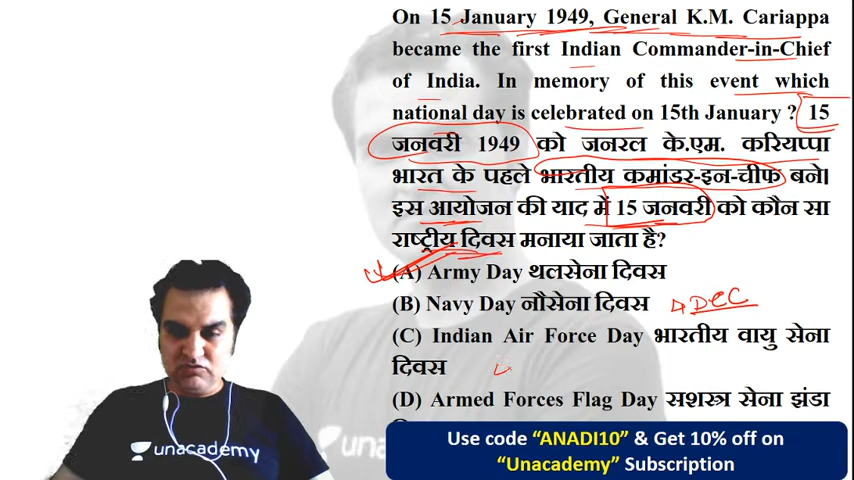 On 15 January 1949, General K.M. Cariappa
became the first Indian Commander-in-Chief
of India. In memory of this event which
national day is celebrated on 15th January ? 15
जनवरी 1949 को जनरल के.एम. करियप्पा
भारत के पहले भारतीय कमांडर-इन-चीफ बने।
इस आयोजन की याद में 15 जनवरी को कौन सा
राष्ट्रीय दिवस मनाया जाता है?
(A) Army Day थलसेना दिवस
(B) Navy Day नौसेना दिवस DEC
(C) Indian Air Force Day भारतीय वायु सेना
दिवस
(D) Armed Forces Flag Day सशस्त्र सेना झंडा
unacademy
una
Use code "ANADI10" & Get 10% off on
"Unacademy" Subscription